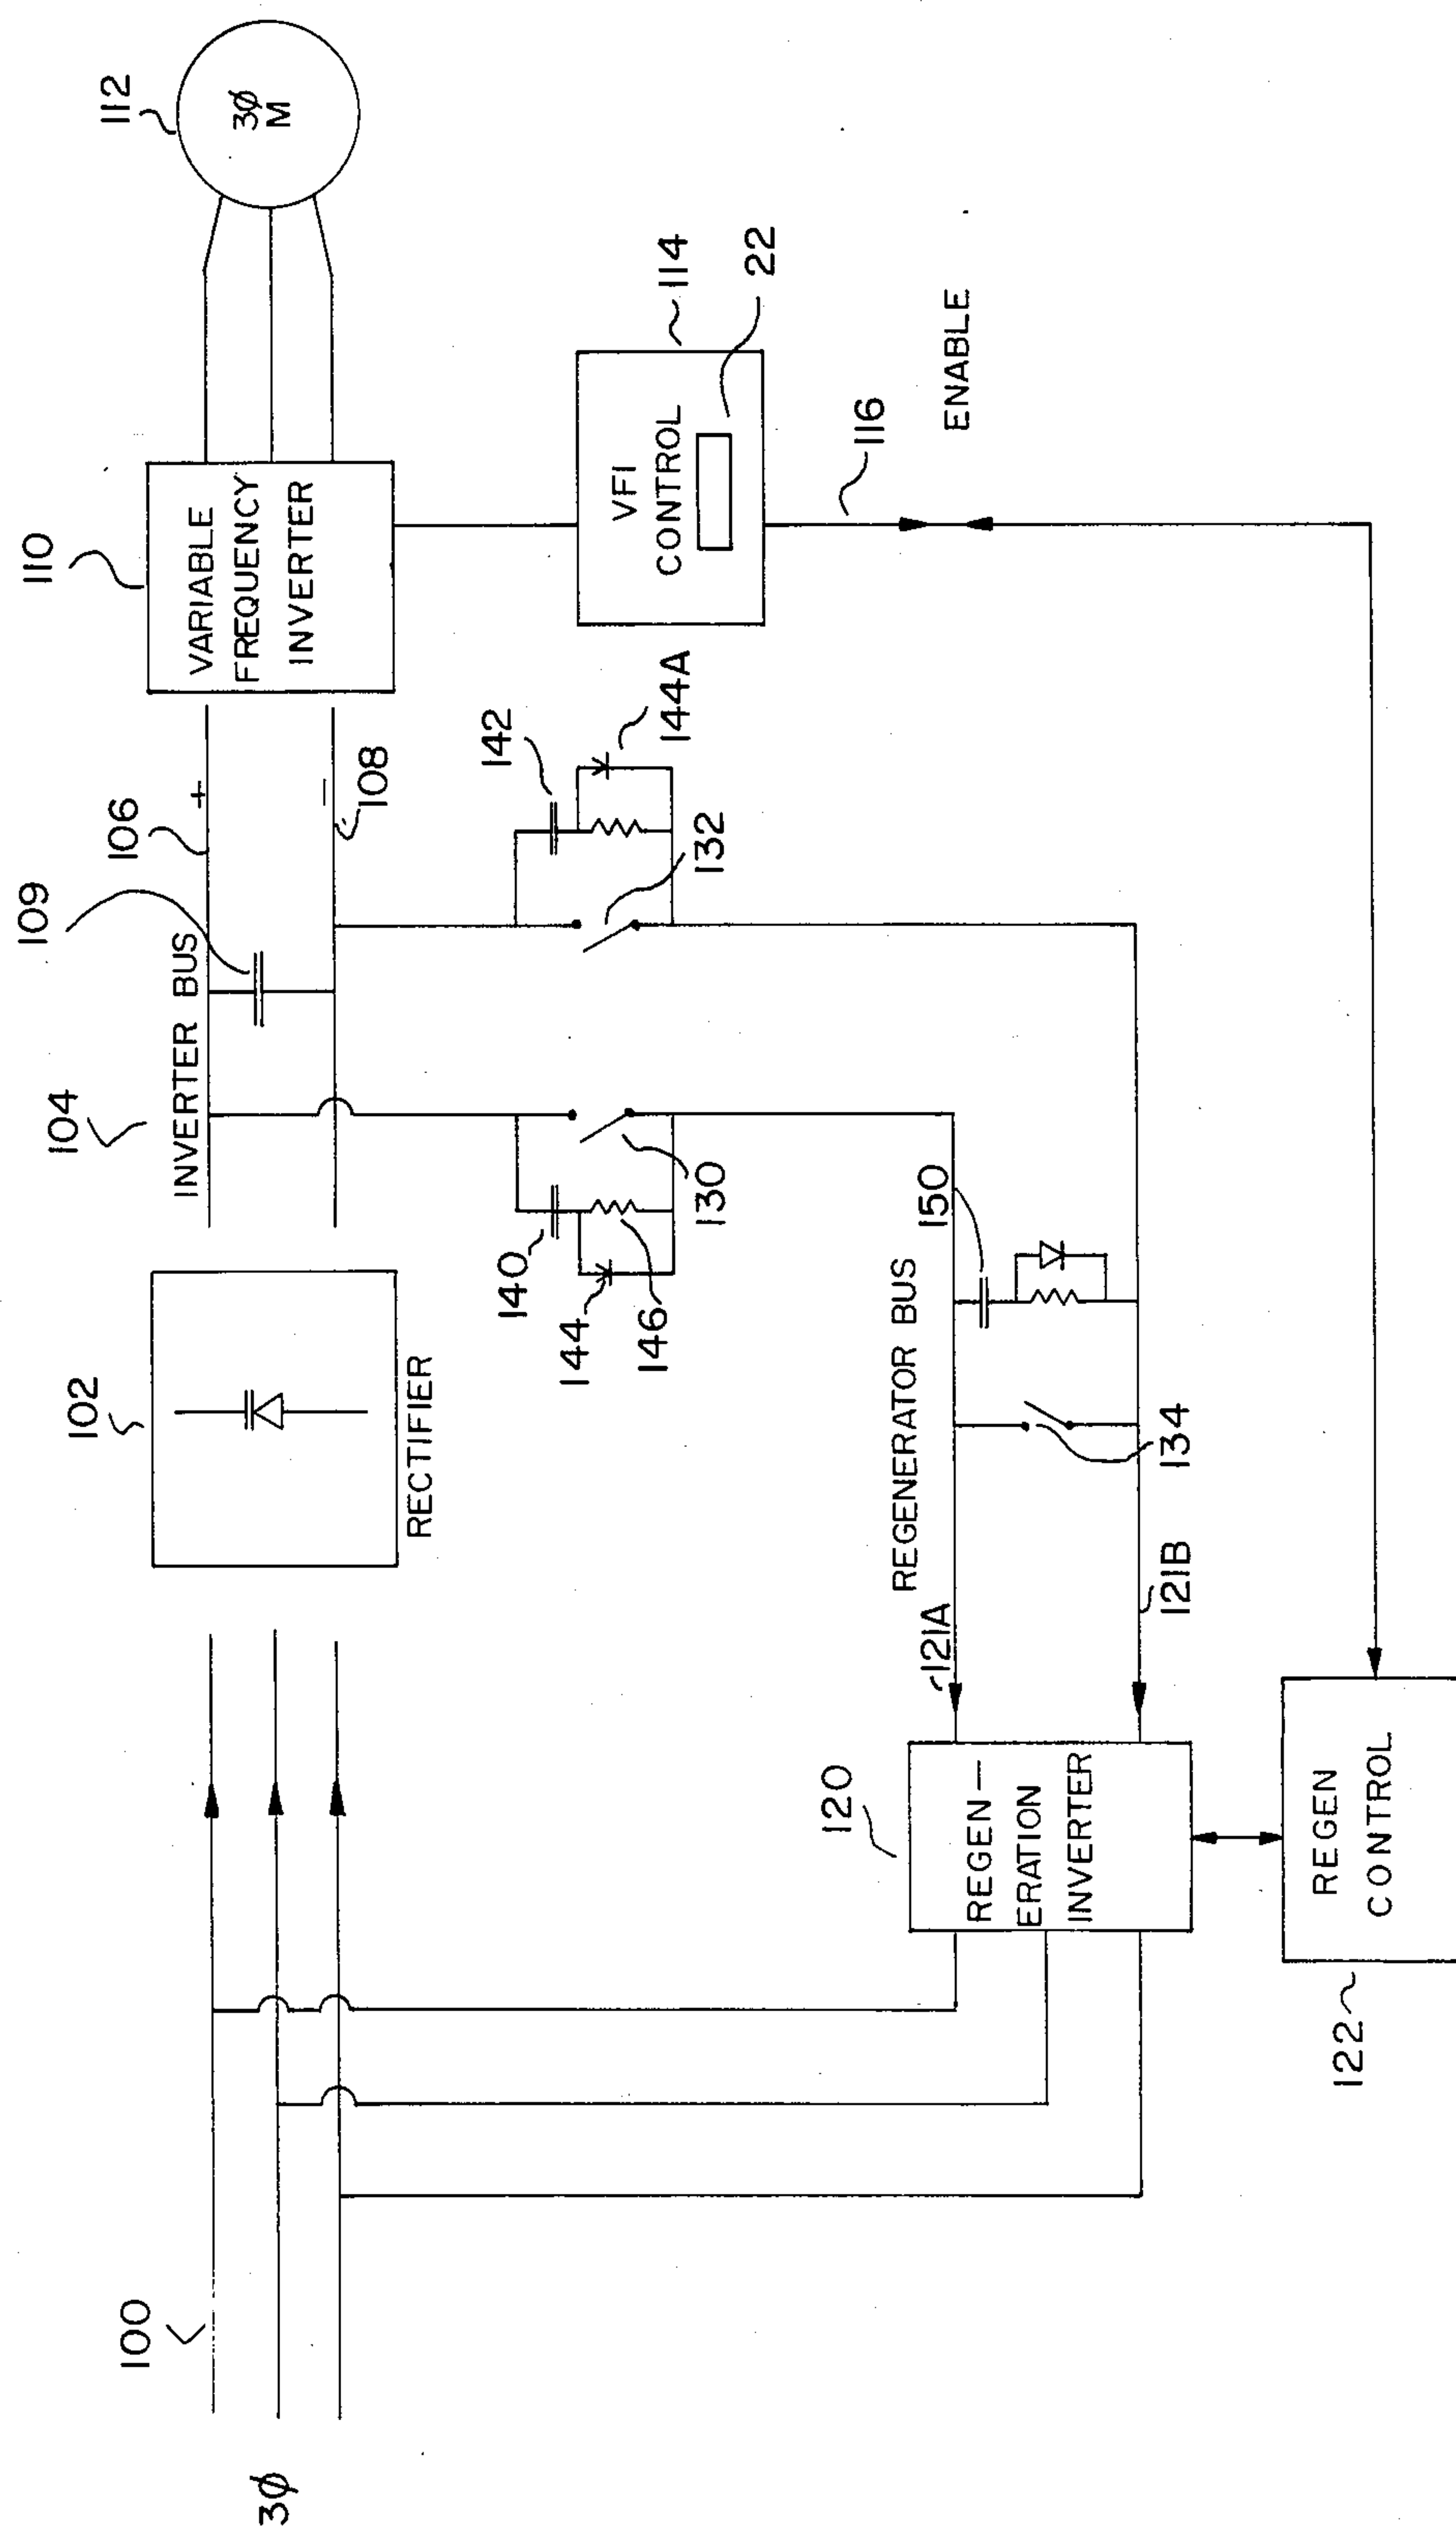 3Ø
100
102
RECTIFIER
104
INVERTER BUS
109
106
+
−
108
110
VARIABLE
FREQUENCY
INVERTER
112
3Ø
M
140
144
146
130
142
144A
132
VFI
CONTROL
114
22
116
ENABLE
REGENERATOR BUS
150
134
121A
121B
120
REGEN—
ERATION
INVERTER
122
REGEN
CONTROL